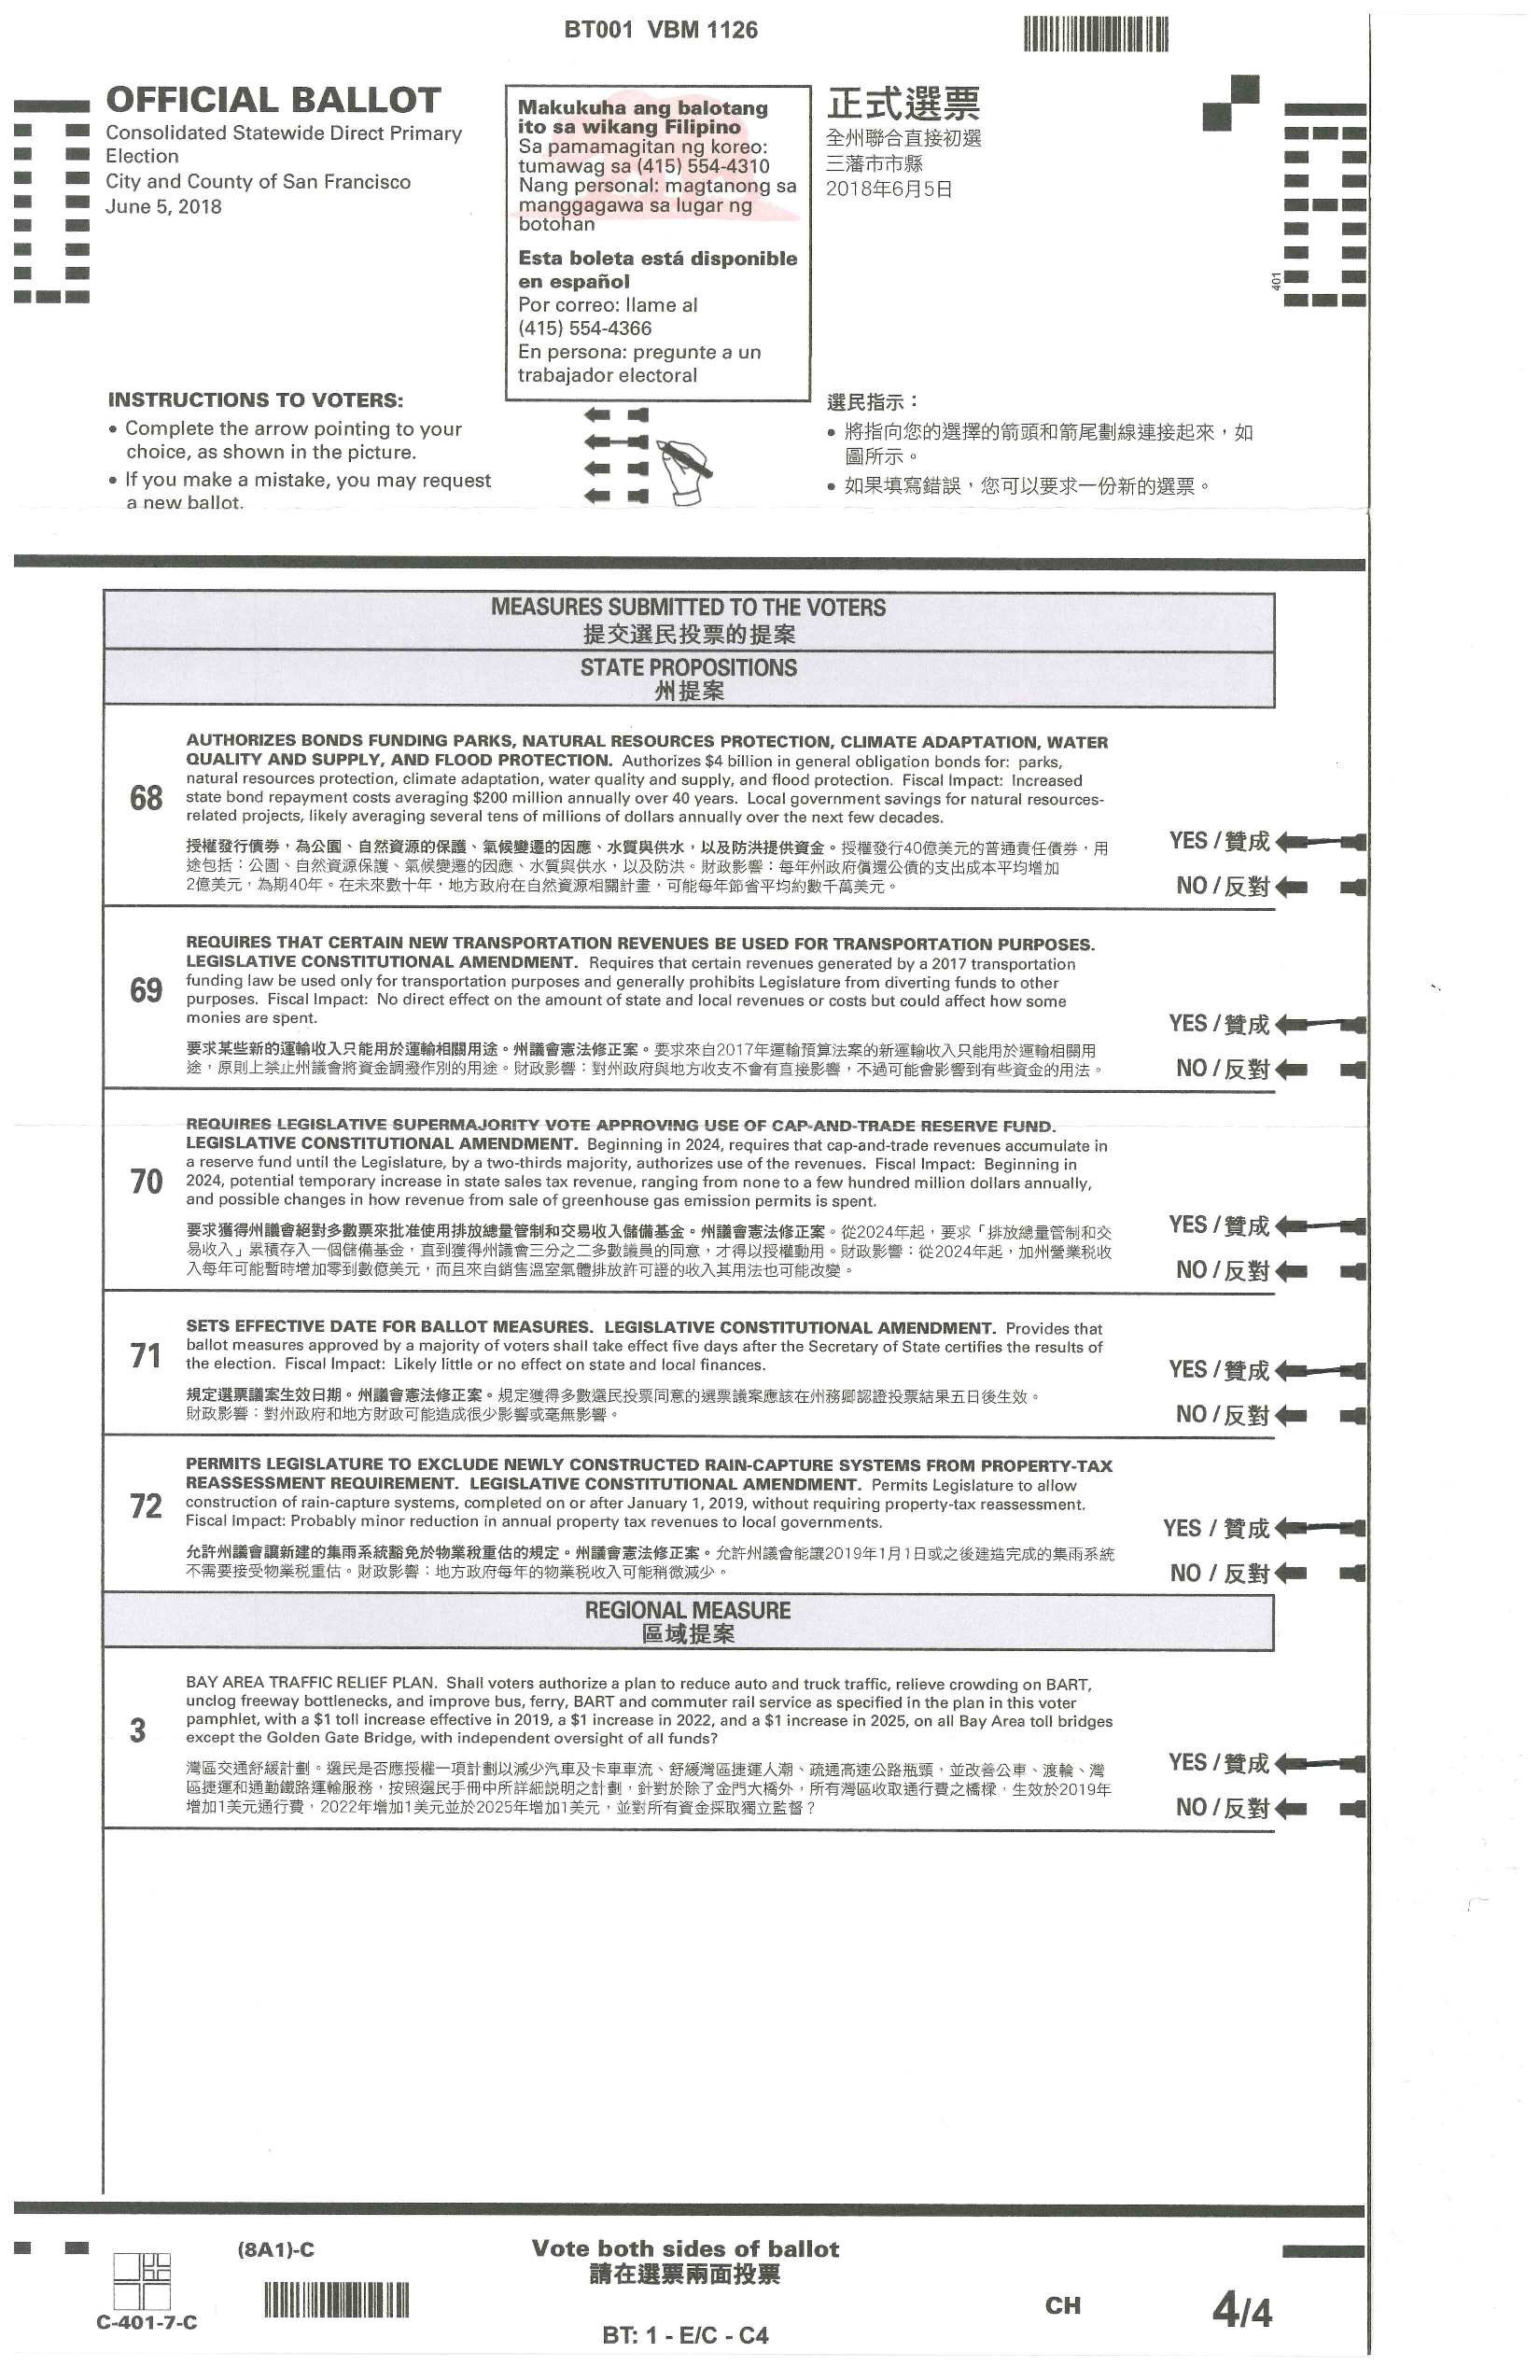 BT001 VBM 1126
OFFICIAL BALLOT
Consolidated Statewide Direct Primary
Election
City and County of San Francisco
June 5, 2018
Makukuha ang balotang
ito sa wikang Filipino
Sa pamamagitan ng koreo:
tumawag sa (415) 554-4310
Nang personal: magtanong sa
manggagawa sa lugar ng
botohan
Esta boleta está disponible
en español
Por correo: llame al
(415) 554-4366
En persona: pregunte a un
trabajador electoral
正式選票
全州聯合直接初選
三藩市市縣
2018年6月5日
401
INSTRUCTIONS TO VOTERS:
• Complete the arrow pointing to your
choice, as shown in the picture.
• If you make a mistake, you may request
a new ballot.
選民指示：
• 將指向您的選擇的箭頭和箭尾劃線連接起來，如
圖所示。
• 如果填寫錯誤，您可以要求一份新的選票。
MEASURES SUBMITTED TO THE VOTERS
提交選民投票的提案
STATE PROPOSITIONS
州提案
68
AUTHORIZES BONDS FUNDING PARKS, NATURAL RESOURCES PROTECTION, CLIMATE ADAPTATION, WATER
QUALITY AND SUPPLY, AND FLOOD PROTECTION. Authorizes $4 billion in general obligation bonds for: parks,
natural resources protection, climate adaptation, water quality and supply, and flood protection. Fiscal Impact: Increased
state bond repayment costs averaging $200 million annually over 40 years. Local government savings for natural resources-
related projects, likely averaging several tens of millions of dollars annually over the next few decades.
授權發行債券，為公園、自然資源的保護、氣候變遷的因應、水質與供水，以及防洪提供資金。授權發行40億美元的普通責任債券，用
途包括：公園、自然資源保護、氣候變遷的因應、水質與供水，以及防洪。財政影響：每年州政府償還公債的支出成本平均增加
2億美元，為期40年。在未來數十年，地方政府在自然資源相關計畫，可能每年節省平均約數千萬美元。
YES / 贊成
NO / 反對
69
REQUIRES THAT CERTAIN NEW TRANSPORTATION REVENUES BE USED FOR TRANSPORTATION PURPOSES.
LEGISLATIVE CONSTITUTIONAL AMENDMENT. Requires that certain revenues generated by a 2017 transportation
funding law be used only for transportation purposes and generally prohibits Legislature from diverting funds to other
purposes. Fiscal Impact: No direct effect on the amount of state and local revenues or costs but could affect how some
monies are spent.
要求某些新的運輸收入只能用於運輸相關用途。州議會憲法修正案。要求來自2017年運輸預算法案的新運輸收入只能用於運輸相關用
途，原則上禁止州議會將資金調撥作別的用途。財政影響：對州政府與地方收支不會有直接影響，不過可能會影響到有些資金的用法。
YES / 贊成
NO / 反對
70
REQUIRES LEGISLATIVE SUPERMAJORITY VOTE APPROVING USE OF CAP-AND-TRADE RESERVE FUND.
LEGISLATIVE CONSTITUTIONAL AMENDMENT. Beginning in 2024, requires that cap-and-trade revenues accumulate in
a reserve fund until the Legislature, by a two-thirds majority, authorizes use of the revenues. Fiscal Impact: Beginning in
2024, potential temporary increase in state sales tax revenue, ranging from none to a few hundred million dollars annually,
and possible changes in how revenue from sale of greenhouse gas emission permits is spent.
要求獲得州議會絕對多數票來批准使用排放總量管制和交易收入儲備基金。州議會憲法修正案。從2024年起，要求「排放總量管制和交
易收入」累積存入一個儲備基金，直到獲得州議會三分之二多數議員的同意，才得以授權動用。財政影響：從2024年起，加州營業稅收
入每年可能暫時增加零到數億美元，而且來自銷售溫室氣體排放許可證的收入其用法也可能改變。
YES / 贊成
NO / 反對
71
SETS EFFECTIVE DATE FOR BALLOT MEASURES. LEGISLATIVE CONSTITUTIONAL AMENDMENT. Provides that
ballot measures approved by a majority of voters shall take effect five days after the Secretary of State certifies the results of
the election. Fiscal Impact: Likely little or no effect on state and local finances.
規定選票議案生效日期。州議會憲法修正案。規定獲得多數選民投票同意的選票議案應該在州務卿認證投票結果五日後生效。
財政影響：對州政府和地方財政可能造成很少影響或毫無影響。
YES / 贊成
NO / 反對
72
PERMITS LEGISLATURE TO EXCLUDE NEWLY CONSTRUCTED RAIN-CAPTURE SYSTEMS FROM PROPERTY-TAX
REASSESSMENT REQUIREMENT. LEGISLATIVE CONSTITUTIONAL AMENDMENT. Permits Legislature to allow
construction of rain-capture systems, completed on or after January 1, 2019, without requiring property-tax reassessment.
Fiscal Impact: Probably minor reduction in annual property tax revenues to local governments.
允許州議會讓新建的集雨系統豁免於物業稅重估的規定。州議會憲法修正案。允許州議會能讓2019年1月1日或之後建造完成的集雨系統
不需要接受物業稅重估。財政影響：地方政府每年的物業稅收入可能稍微減少。
YES / 贊成
NO / 反對
REGIONAL MEASURE
區域提案
3
BAY AREA TRAFFIC RELIEF PLAN. Shall voters authorize a plan to reduce auto and truck traffic, relieve crowding on BART,
unclog freeway bottlenecks, and improve bus, ferry, BART and commuter rail service as specified in the plan in this voter
pamphlet, with a $1 toll increase effective in 2019, a $1 increase in 2022, and a $1 increase in 2025, on all Bay Area toll bridges
except the Golden Gate Bridge, with independent oversight of all funds?
灣區交通舒緩計劃。選民是否應授權一項計劃以減少汽車及卡車車流、舒緩灣區捷運人潮、疏通高速公路瓶頸，並改善公車、渡輪、灣
區捷運和通勤鐵路運輸服務，按照選民手冊中所詳細說明之計劃，針對於除了金門大橋外，所有灣區收取通行費之橋樑，生效於2019年
增加1美元通行費，2022年增加1美元並於2025年增加1美元，並對所有資金採取獨立監督？
YES / 贊成
NO / 反對
(8A1)-C
Vote both sides of ballot
請在選票兩面投票
C-401-7-C
CH
4/4
BT: 1 - E/C - C4